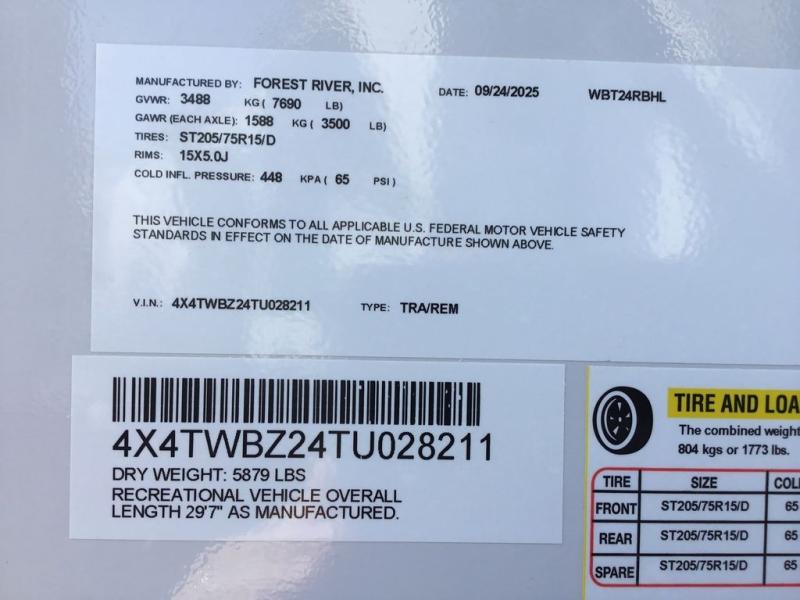 MANUFACTURED BY: FOREST RIVER, INC. DATE: 09/24/2025 WBT24RBHL
GVWR: 3488 KG ( 7690 LB)
GAWR (EACH AXLE): 1588 KG ( 3500 LB)
TIRES: ST205/75R15/D
RIMS: 15X5.0J
COLD INFL. PRESSURE: 448 KPA ( 65 PSI )
THIS VEHICLE CONFORMS TO ALL APPLICABLE U.S. FEDERAL MOTOR VEHICLE SAFETY
STANDARDS IN EFFECT ON THE DATE OF MANUFACTURE SHOWN ABOVE.
V.I.N.: 4X4TWBZ24TU028211 TYPE: TRA/REM
4X4TWBZ24TU028211
DRY WEIGHT: 5879 LBS
RECREATIONAL VEHICLE OVERALL
LENGTH 29'7" AS MANUFACTURED.
TIRE AND LOA
The combined weight
804 kgs or 1773 lbs.
TIRE SIZE COL
FRONT ST205/75R15/D 65
REAR ST205/75R15/D 65
SPARE ST205/75R15/D 65